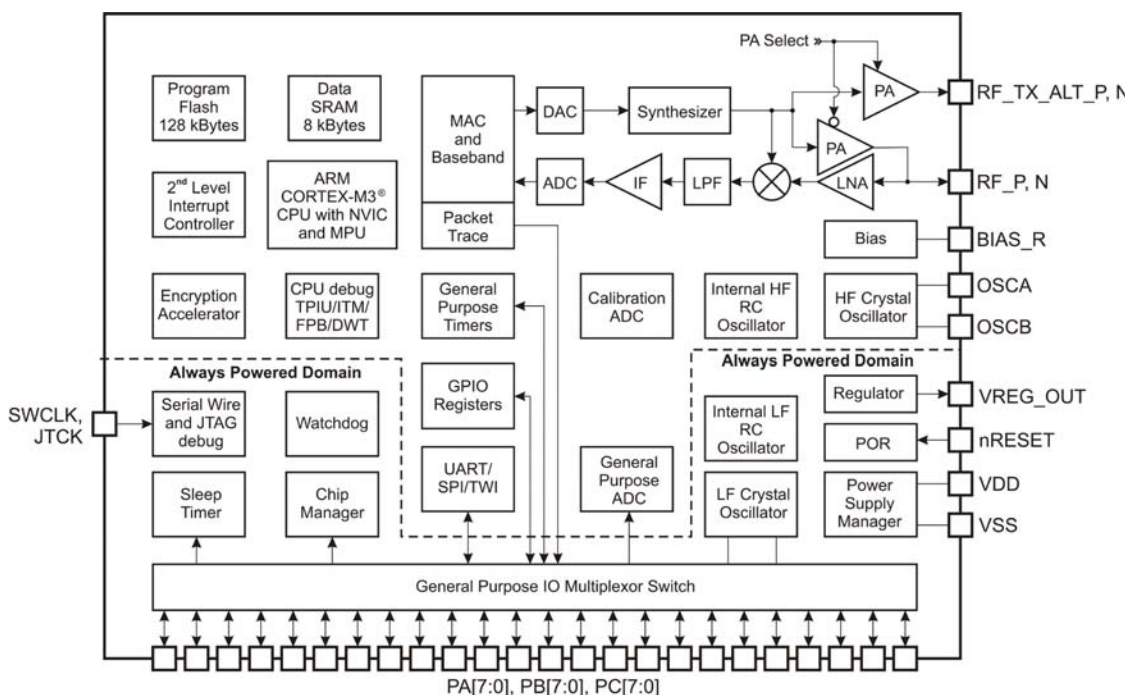 PA Select »
Program
Flash
128 kBytes
Data
SRAM
8 kBytes
MAC
and
Baseband
DAC
Synthesizer
PA
RF_TX_ALT_P, N
PA
2nd Level
Interrupt
Controller
ARM
CORTEX-M3®
CPU with NVIC
and MPU
Packet
Trace
ADC
IF
LPF
LNA
RF_P, N
Bias
BIAS_R
Encryption
Accelerator
CPU debug
TPIU/ITM/
FPB/DWT
General
Purpose
Timers
Calibration
ADC
Internal HF
RC
Oscillator
HF Crystal
Oscillator
OSCA
OSCB
Always Powered Domain
Always Powered Domain
SWCLK,
JTCK
Serial Wire
and JTAG
debug
Watchdog
GPIO
Registers
Internal LF
RC
Oscillator
Regulator
VREG_OUT
POR
nRESET
Sleep
Timer
Chip
Manager
UART/
SPI/TWI
General
Purpose
ADC
LF Crystal
Oscillator
Power
Supply
Manager
VDD
VSS
General Purpose IO Multiplexor Switch
PA[7:0], PB[7:0], PC[7:0]